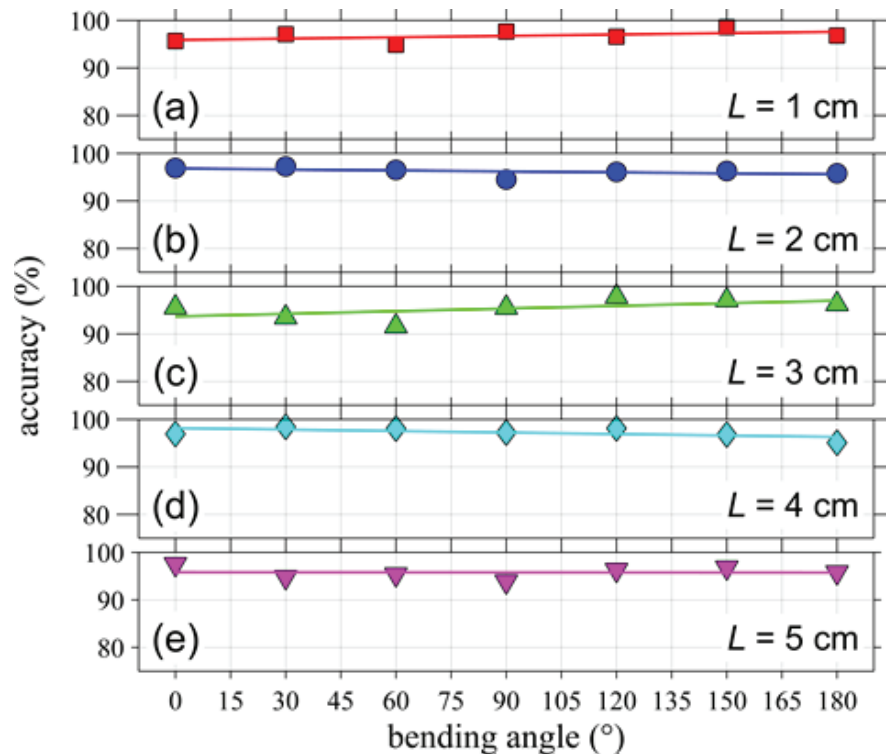 100
90
80
(a)
L = 1 cm
100
90
80
(b)
L = 2 cm
100
90
80
(c)
L = 3 cm
100
90
80
(d)
L = 4 cm
100
90
80
(e)
L = 5 cm
accuracy (%)
0 15 30 45 60 75 90 105 120 135 150 165 180
bending angle (°)